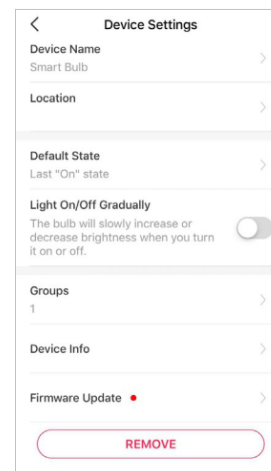 Device Settings
Device Name
Smart Bulb
Location
Default State
Last "On" state
Light On/Off Gradually
The bulb will slowly increase or
decrease brightness when you turn
it on or off.
Groups
1
Device Info
Firmware Update
REMOVE